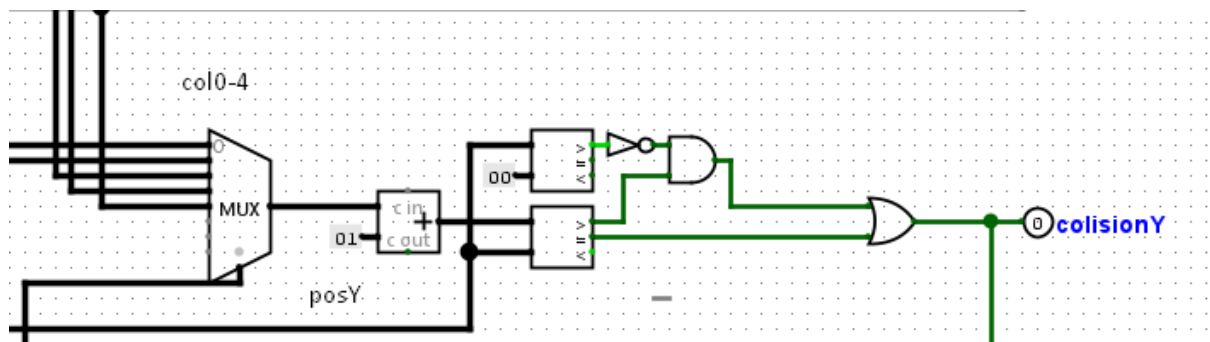 col0-4
0
>
=
<
00
MUX
c in
+
c out
01
>
=
<
0 colisionY
posY